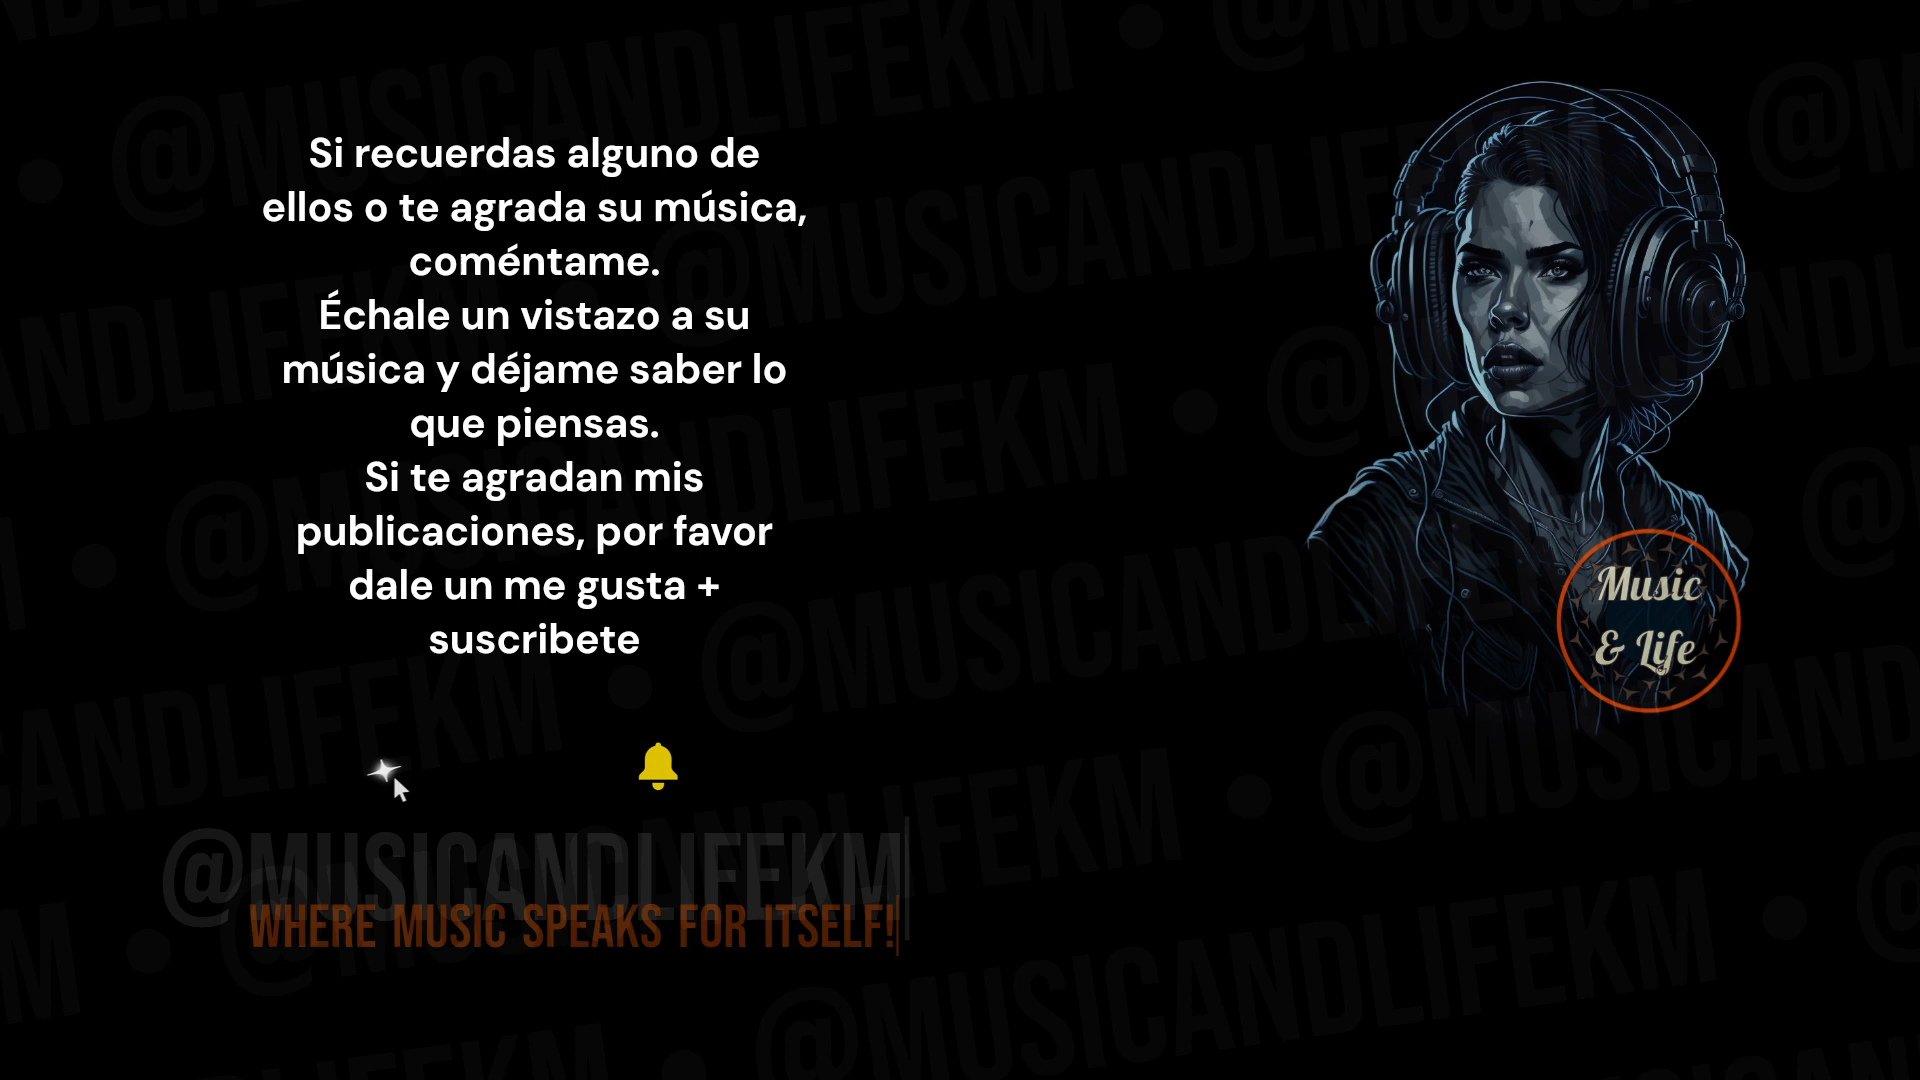 Si recuerdas alguno de
ellos o te agrada su música,
coméntame.
Échale un vistazo a su
música y déjame saber lo
que piensas.
Si te agradan mis
publicaciones, por favor
dale un me gusta +
suscribete
Music
& Life
@MUSICANDLIFEKM
WHERE MUSIC SPEAKS FOR ITSELF!